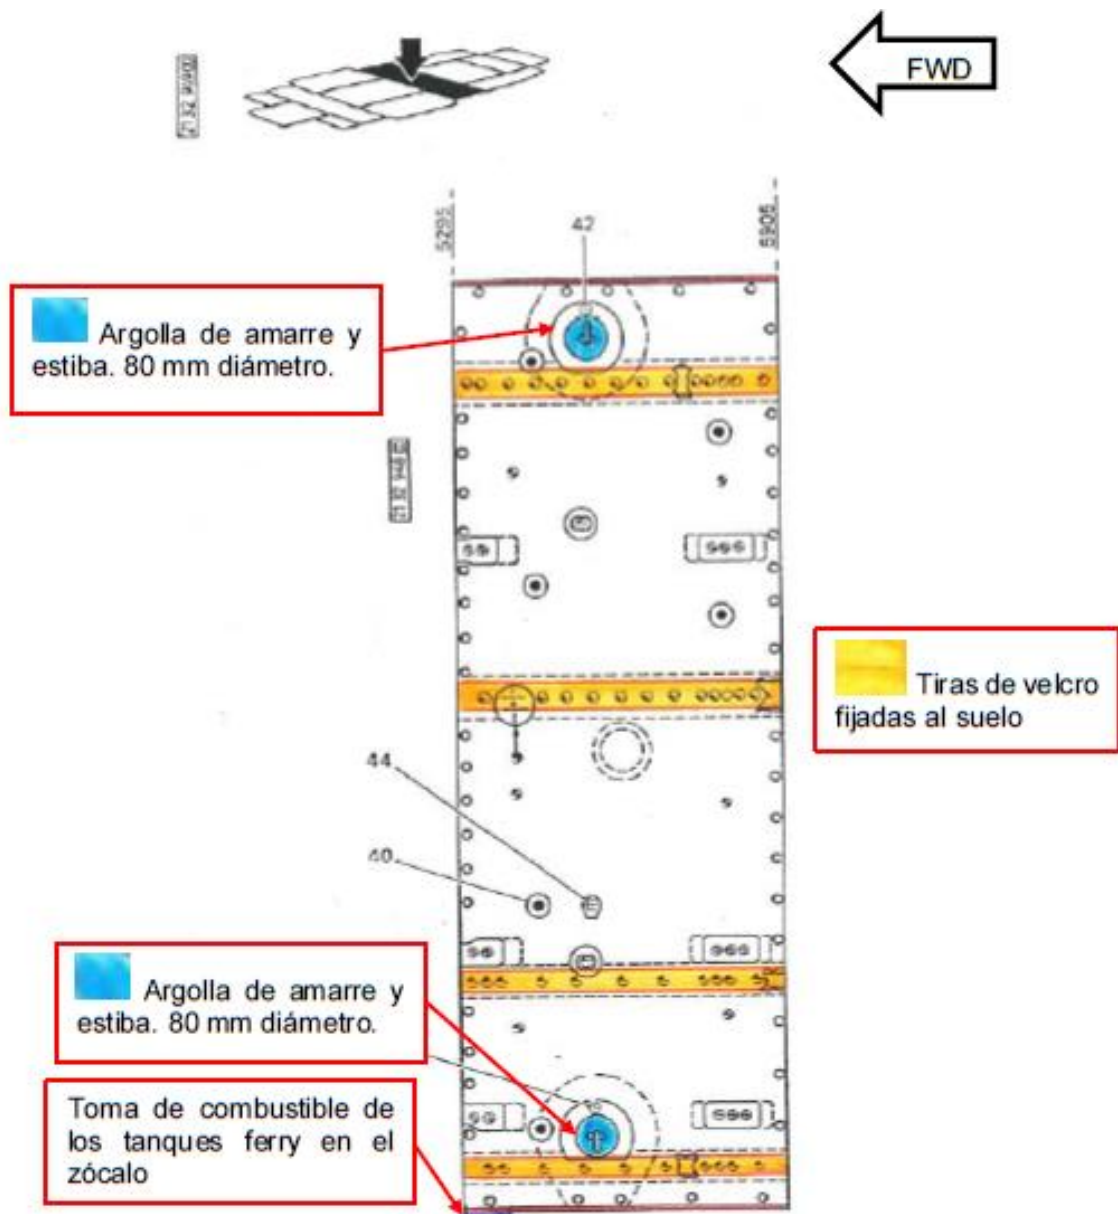 FWD
5295
5905
42
Argolla de amarre y
estiba. 80 mm diámetro.
Tiras de velcro
fijadas al suelo
44
40
Argolla de amarre y
estiba. 80 mm diámetro.
Toma de combustible de
los tanques ferry en el
zócalo